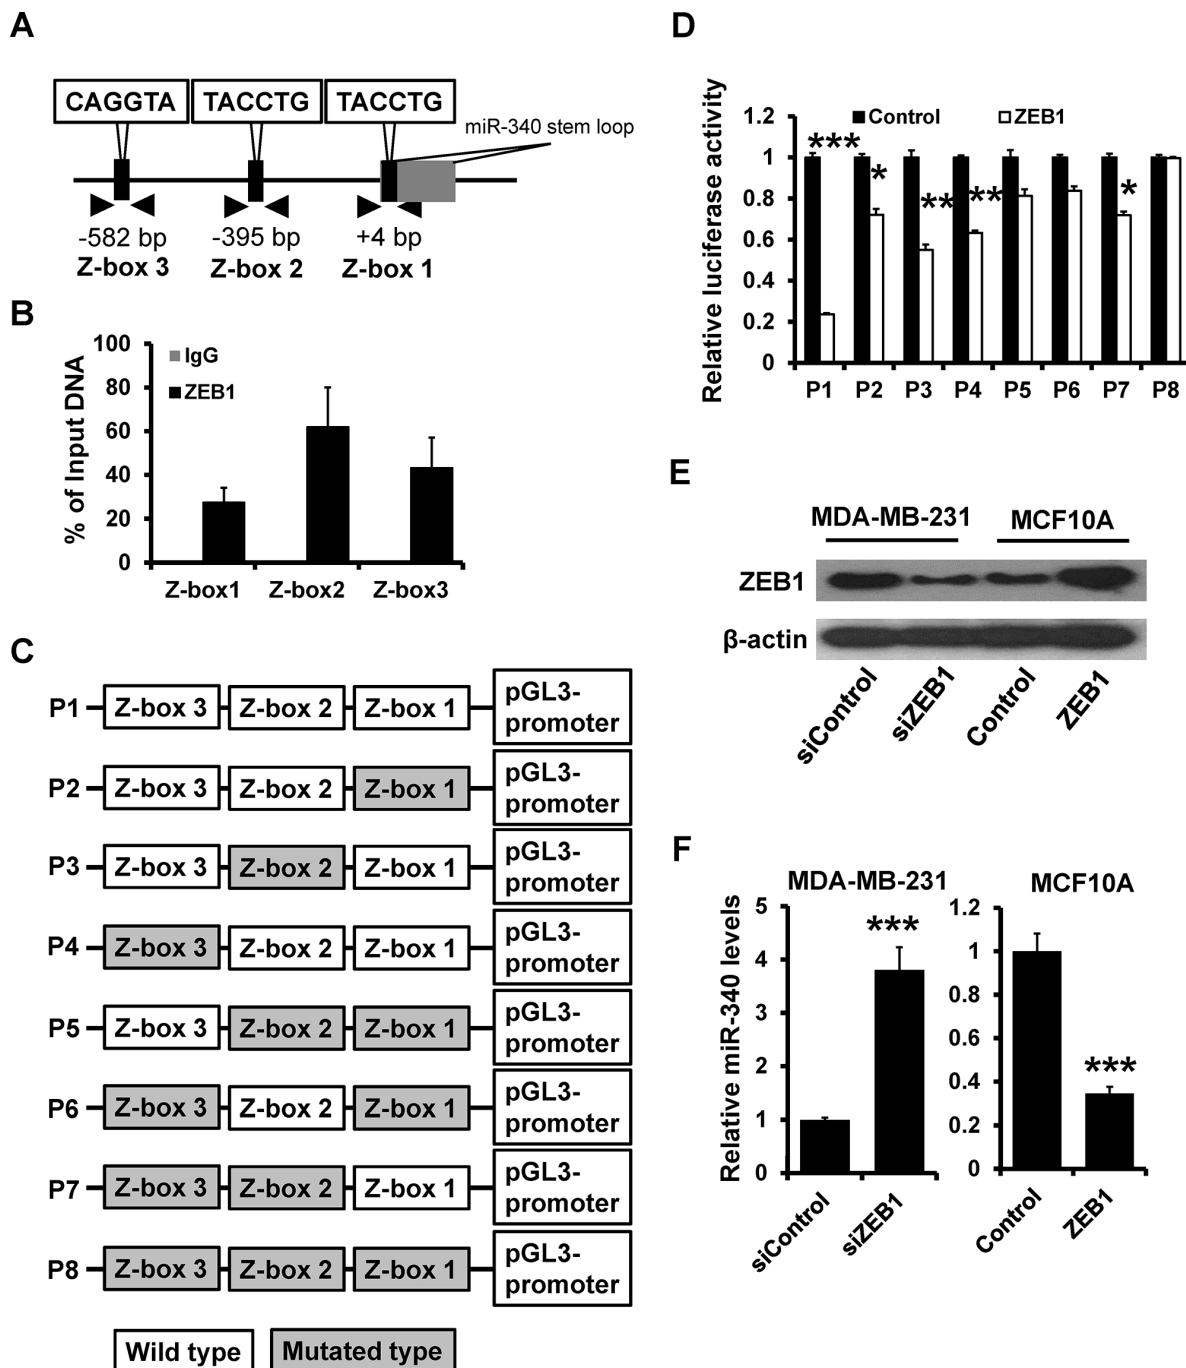 A
CAGGTA TACCTG TACCTG
miR-340 stem loop
-582 bp -395 bp +4 bp
Z-box 3 Z-box 2 Z-box 1
B
% of Input DNA
100
80
60
40
20
0
IgG
ZEB1
Z-box1 Z-box2 Z-box3
C
P1 Z-box 3 Z-box 2 Z-box 1 pGL3-
promoter
P2 Z-box 3 Z-box 2 Z-box 1 pGL3-
promoter
P3 Z-box 3 Z-box 2 Z-box 1 pGL3-
promoter
P4 Z-box 3 Z-box 2 Z-box 1 pGL3-
promoter
P5 Z-box 3 Z-box 2 Z-box 1 pGL3-
promoter
P6 Z-box 3 Z-box 2 Z-box 1 pGL3-
promoter
P7 Z-box 3 Z-box 2 Z-box 1 pGL3-
promoter
P8 Z-box 3 Z-box 2 Z-box 1 pGL3-
promoter
Wild type Mutated type
D
Relative luciferase activity
1.2
1
0.8
0.6
0.4
0.2
0
Control ZEB1
*** * ** ** *
P1 P2 P3 P4 P5 P6 P7 P8
E
MDA-MB-231 MCF10A
ZEB1
β-actin
siControl siZEB1 Control ZEB1
F
MDA-MB-231 MCF10A
Relative miR-340 levels
5
4
3
2
1
0
***
siControl siZEB1
1.2
1
0.8
0.6
0.4
0.2
0
***
Control ZEB1